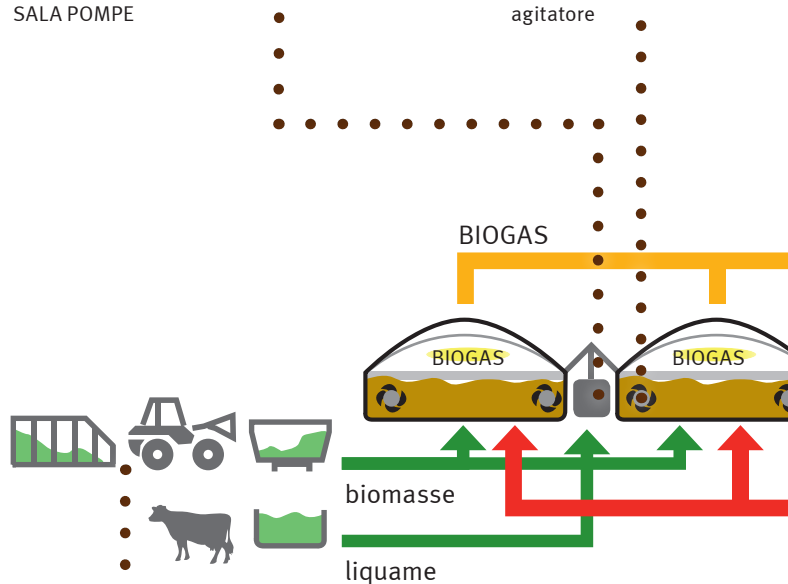 SALA POMPE
agitatore
BIOGAS
BIOGAS
BIOGAS
biomasse
liquame